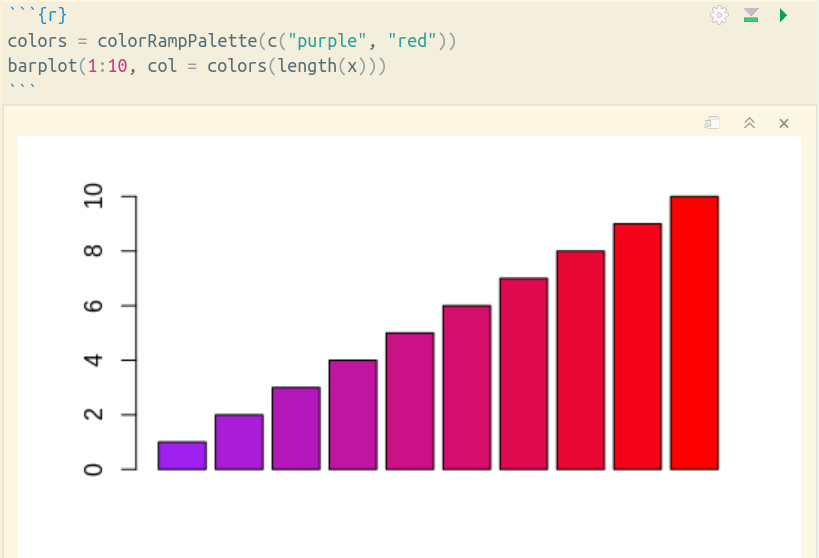 ```{r}
colors = colorRampPalette(c("purple", "red"))
barplot(1:10, col = colors(length(x)))
```
10
8
6
4
2
0